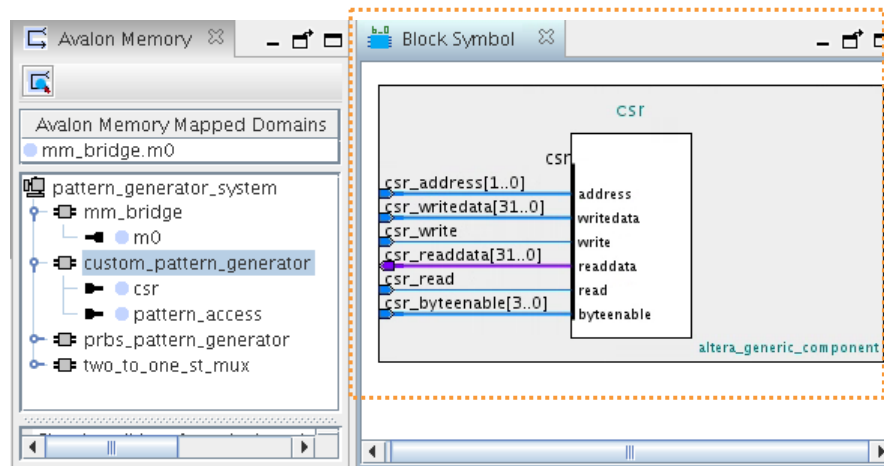 Avalon Memory
Avalon Memory Mapped Domains
mm_bridge.m0
pattern_generator_system
mm_bridge
m0
custom_pattern_generator
csr
pattern_access
prbs_pattern_generator
two_to_one_st_mux
Block Symbol
csr
csr
csr_address[1..0]
address
csr_writedata[31..0]
writedata
csr_write
write
csr_readdata[31..0]
readdata
csr_read
read
csr_byteenable[3..0]
byteenable
altera_generic_component